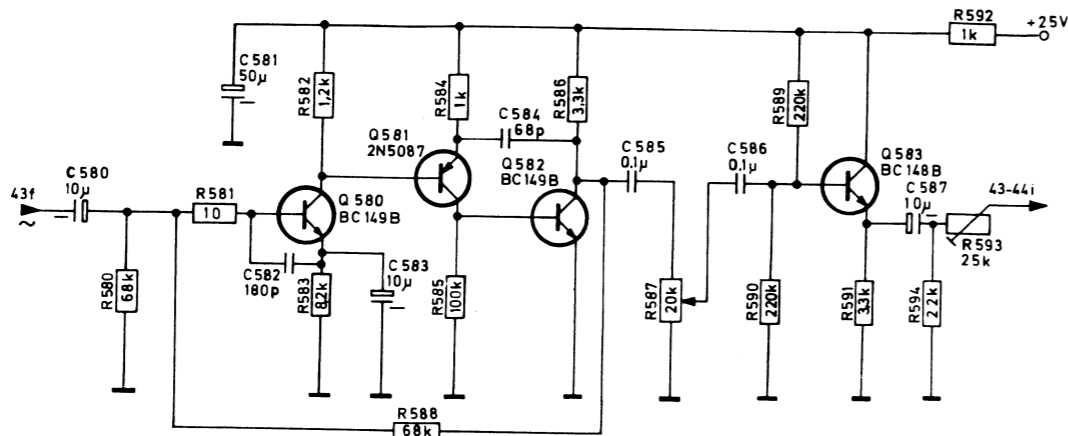 R592
1k
+25V
C581
50μ
R582
1,2k
R584
1k
R586
3,3k
C584
68p
R589
220k
Q581
2N5087
Q582
BC149B
C585
0,1μ
C586
0,1μ
Q583
BC148B
C587
10μ
43-44i
43f
C580
10μ
R581
10
Q580
BC149B
R593
25k
R580
68k
C582
180p
R583
8,2k
C583
10μ
R585
100k
R587
20k
R590
220k
R591
3,3k
R594
22k
R588
68k